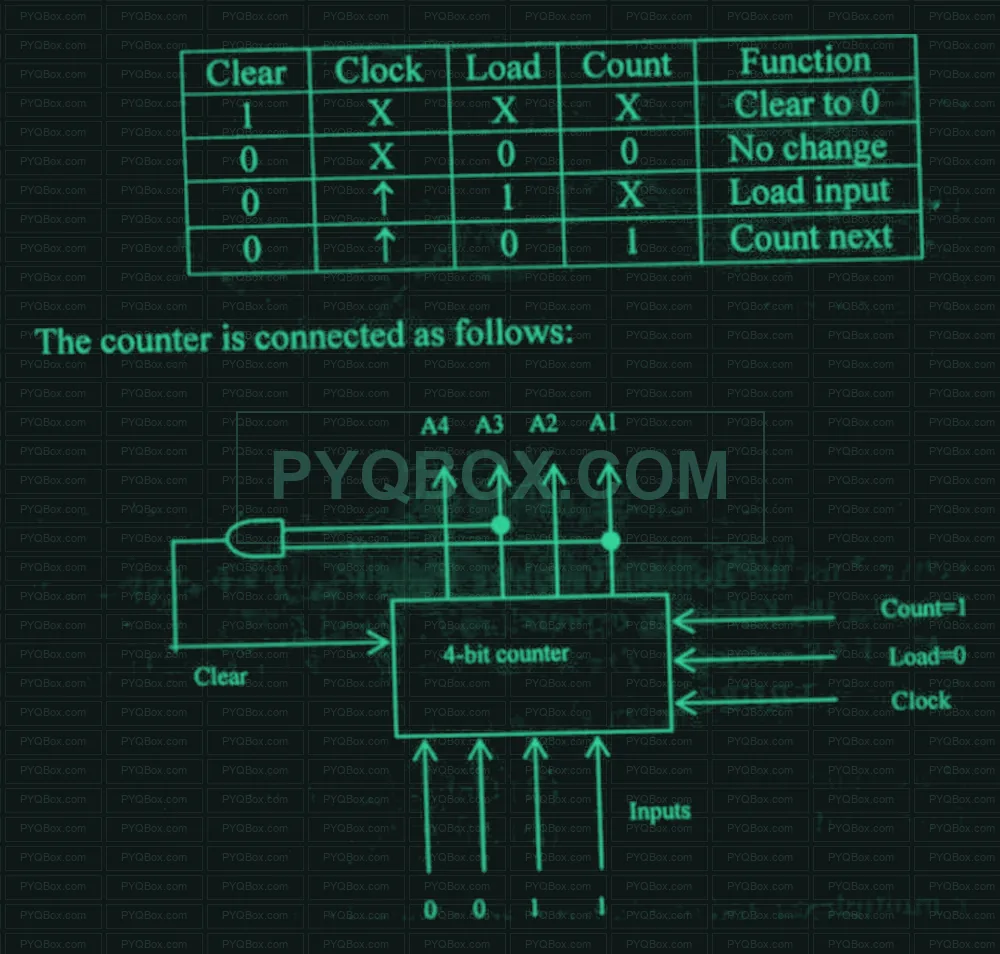 Clear Clock Load Count Function
1 X X X Clear to 0
0 X 0 0 No change
0 ↑ 1 X Load input
0 ↑ 0 1 Count next
The counter is connected as follows:
A4 A3 A2 A1
PYQBOX.COM
Count=1
4-bit counter
Load=0
Clear
Clock
Inputs
0 0 1 1